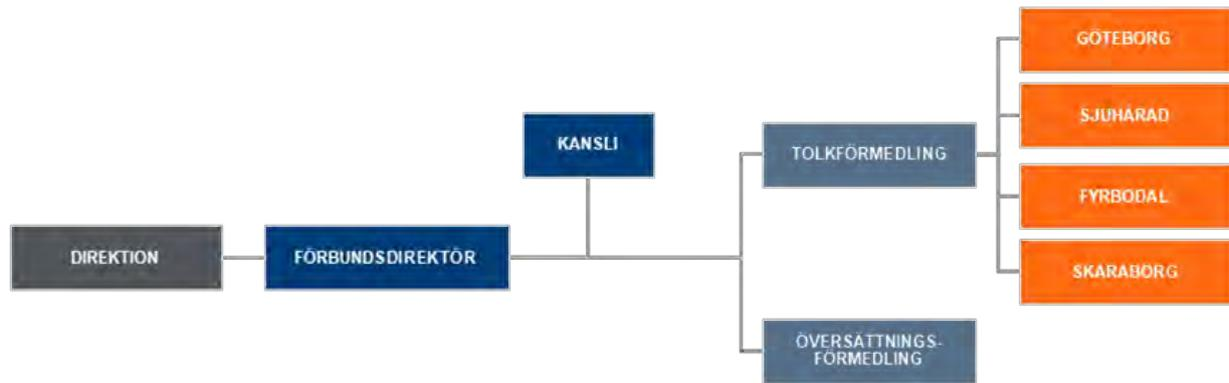 GÖTEBORG
SJUHÄRAD
KANSLI
TOLKFÖRMEDLING
FYRBODAL
DIREKTION
FÖRBUNDSDIREKTÖR
SKARABORG
ÖVERSÄTTNINGS-
FÖRMEDLING